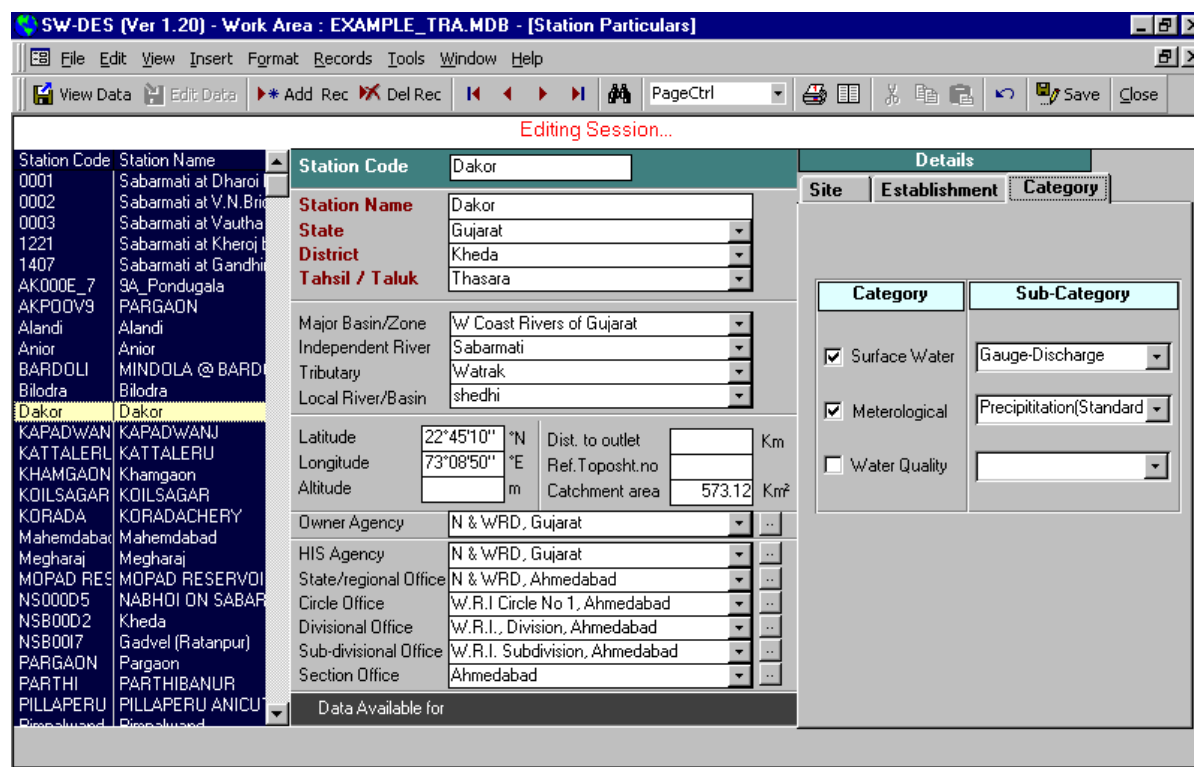 SW-DES (Ver 1.20) - Work Area : EXAMPLE_TRA.MDB - [Station Particulars]
File Edit View Insert Format Records Tools Window Help
View Data Edit Data Add Rec Del Rec PageCtrl Save Close
Editing Session...
Station Code Station Name
0001 Sabarmati at Dharoi
0002 Sabarmati at V.N.Bric
0003 Sabarmati at Vautha
1221 Sabarmati at Kheroj b
1407 Sabarmati at Gandhi
AK000E_7 9A_Pondugala
AKP00V9 PARGAON
Alandi Alandi
Anior Anior
BARDOLI MINDOLA @ BARD
Bilodra Bilodra
Dakor Dakor
KAPADWAN KAPADWANJ
KATTALERU KATTALERU
KHAMGAON Khamgaon
KOILSAGAR KOILSAGAR
KORADA KORADACHERY
Mahemdabad Mahemdabad
Megharaj Megharaj
MOPAD RES MOPAD RESERVOI
NS000D5 NABHOI ON SABAR
NSB00D2 Kheda
NSB00I7 Gadvel (Ratanpur)
PARGAON Pargaon
PARTHI PARTHIBANUR
PILLAPERU PILLAPERU ANICUT
Pimpalwand Pimpalwand
Station Code Dakor
Station Name Dakor
State Gujarat
District Kheda
Tahsil / Taluk Thasara
Major Basin/Zone W Coast Rivers of Gujarat
Independent River Sabarmati
Tributary Watrak
Local River/Basin shedhi
Latitude 22°45'10" °N Dist. to outlet Km
Longitude 73°08'50" °E Ref.Toposht.no
Altitude m Catchment area 573.12 Km²
Owner Agency N & WRD, Gujarat ..
HIS Agency N & WRD, Gujarat ..
State/regional Office N & WRD, Ahmedabad ..
Circle Office W.R.I Circle No 1, Ahmedabad ..
Divisional Office W.R.I., Division, Ahmedabad ..
Sub-divisional Office W.R.I. Subdivision, Ahmedabad ..
Section Office Ahmedabad ..
Data Available for
Details
Site Establishment Category
Category Sub-Category
Surface Water Gauge-Discharge
Meterological Precipititation(Standard
Water Quality